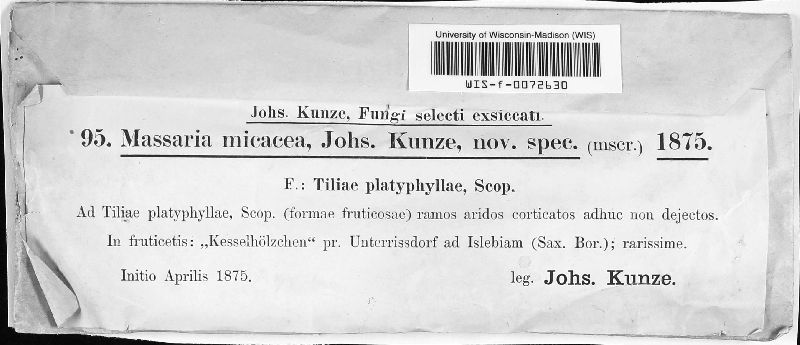 University of Wisconsin-Madison (WIS)
WIS-f-0072630
Johs. Kunze, Fungi selecti exsiccati.
95. Massaria micacea, Johs. Kunze, nov. spec. (mscr.) 1875.
F.: Tiliae platyphyllae, Scop.
Ad Tiliae platyphyllae, Scop. (formae fruticosae) ramos aridos corticatos adhuc non dejectos.
In fruticetis: „Kesselhölzchen“ pr. Unterrissdorf ad Islebiam (Sax. Bor.); rarissime.
Initio Aprilis 1875.
leg. Johs. Kunze.